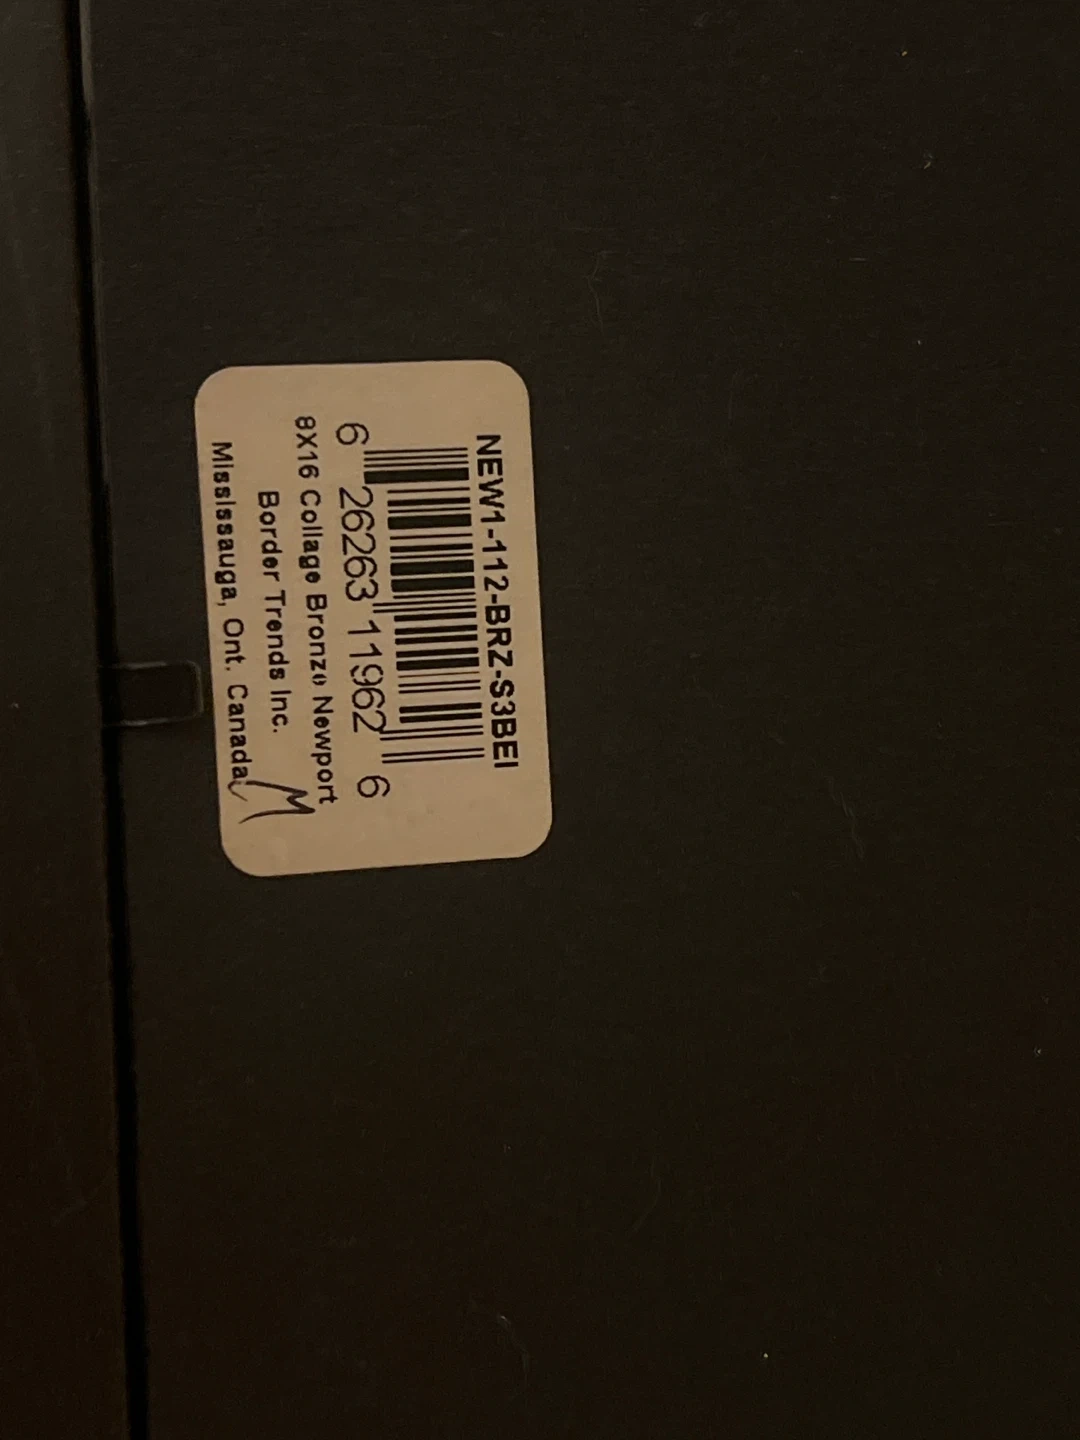 NEW1-112-BRZ-S3BEI
6 26263 11962 6
8X16 Collage Bronze Newport
Border Trends Inc.
Mississauga, Ont. Canada